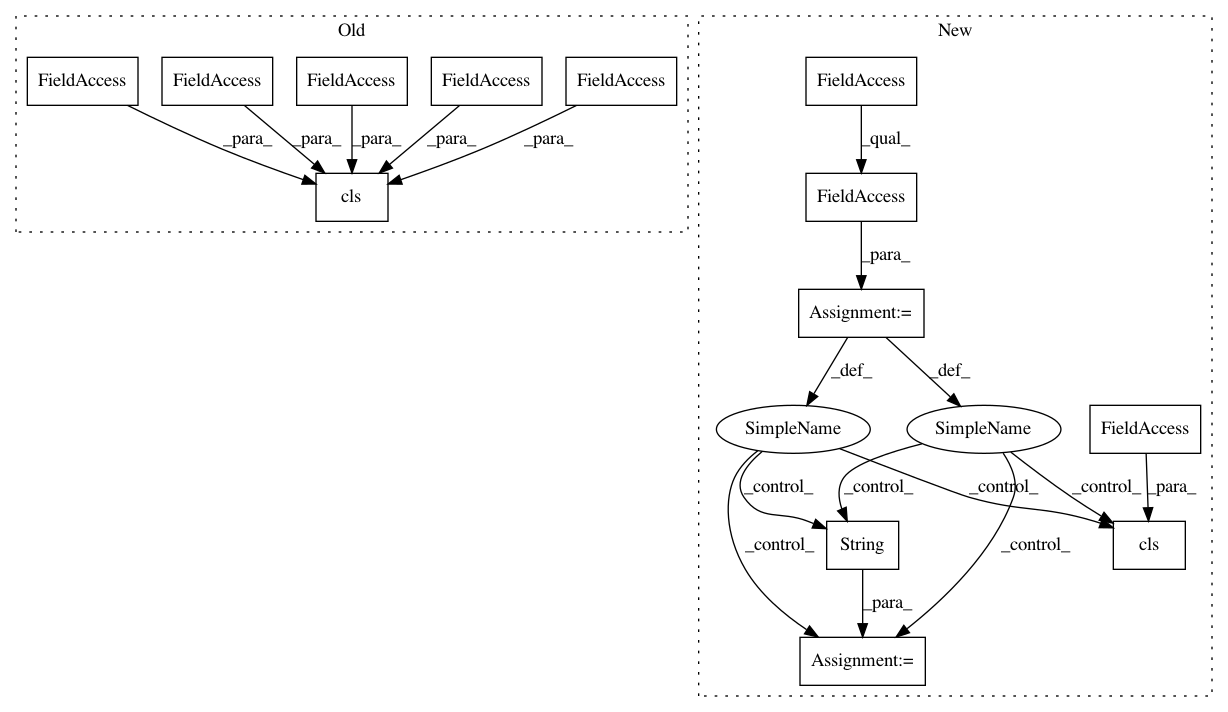 Old
New
FieldAccess FieldAccess FieldAccess FieldAccess FieldAccess FieldAccess
_para_ _para_ _para_ _para_ _para_ _qual_
cls FieldAccess
_para_
Assignment:=
_def_ _def_
SimpleName SimpleName FieldAccess
_control_ _control_ _control_ _control_ _para_
_control_ String _control_ cls
_para_
Assignment:=